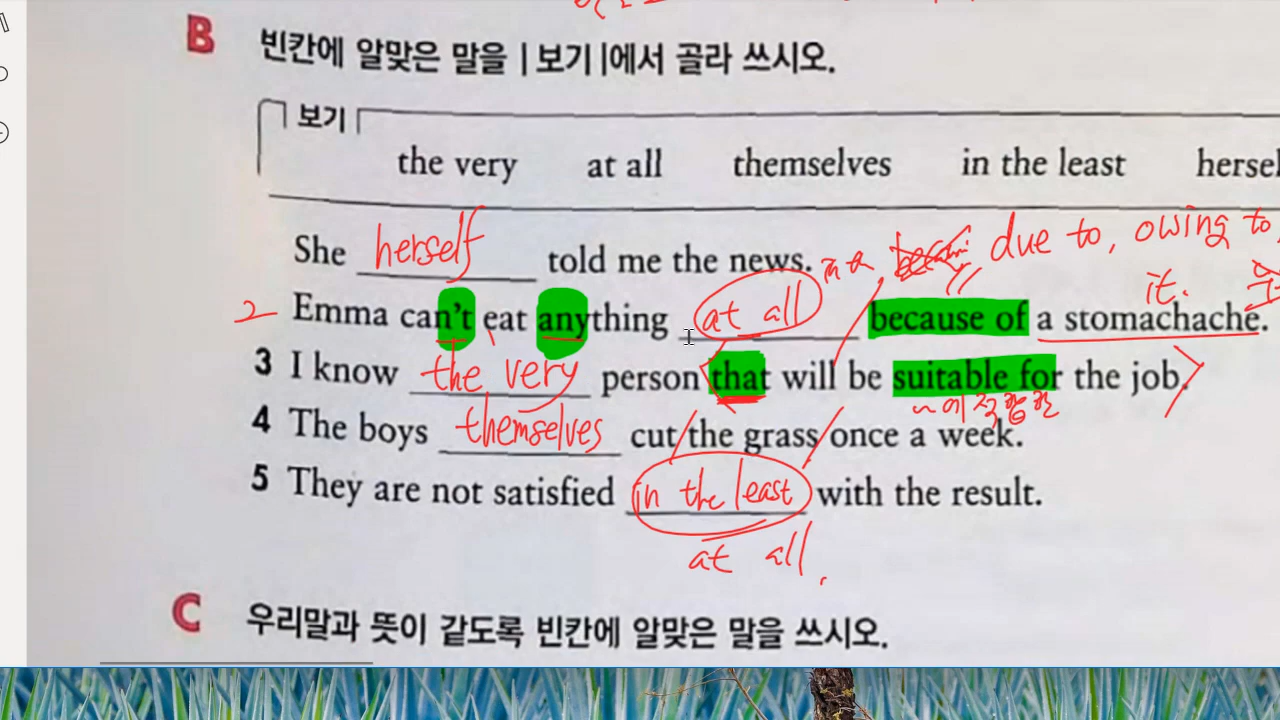 B 빈칸에 알맞은 말을 | 보기 |에서 골라 쓰시오.
보기
the very at all themselves in the least
She herself told me the news. due to, owing to,
it.
2 Emma can't eat anything at all because of a stomachache.
3 I know the very person that will be suitable for the job.
~에 적합한
4 The boys themselves cut the grass once a week.
5 They are not satisfied in the least with the result.
at all,
C 우리말과 뜻이 같도록 빈칸에 알맞은 말을 쓰시오.